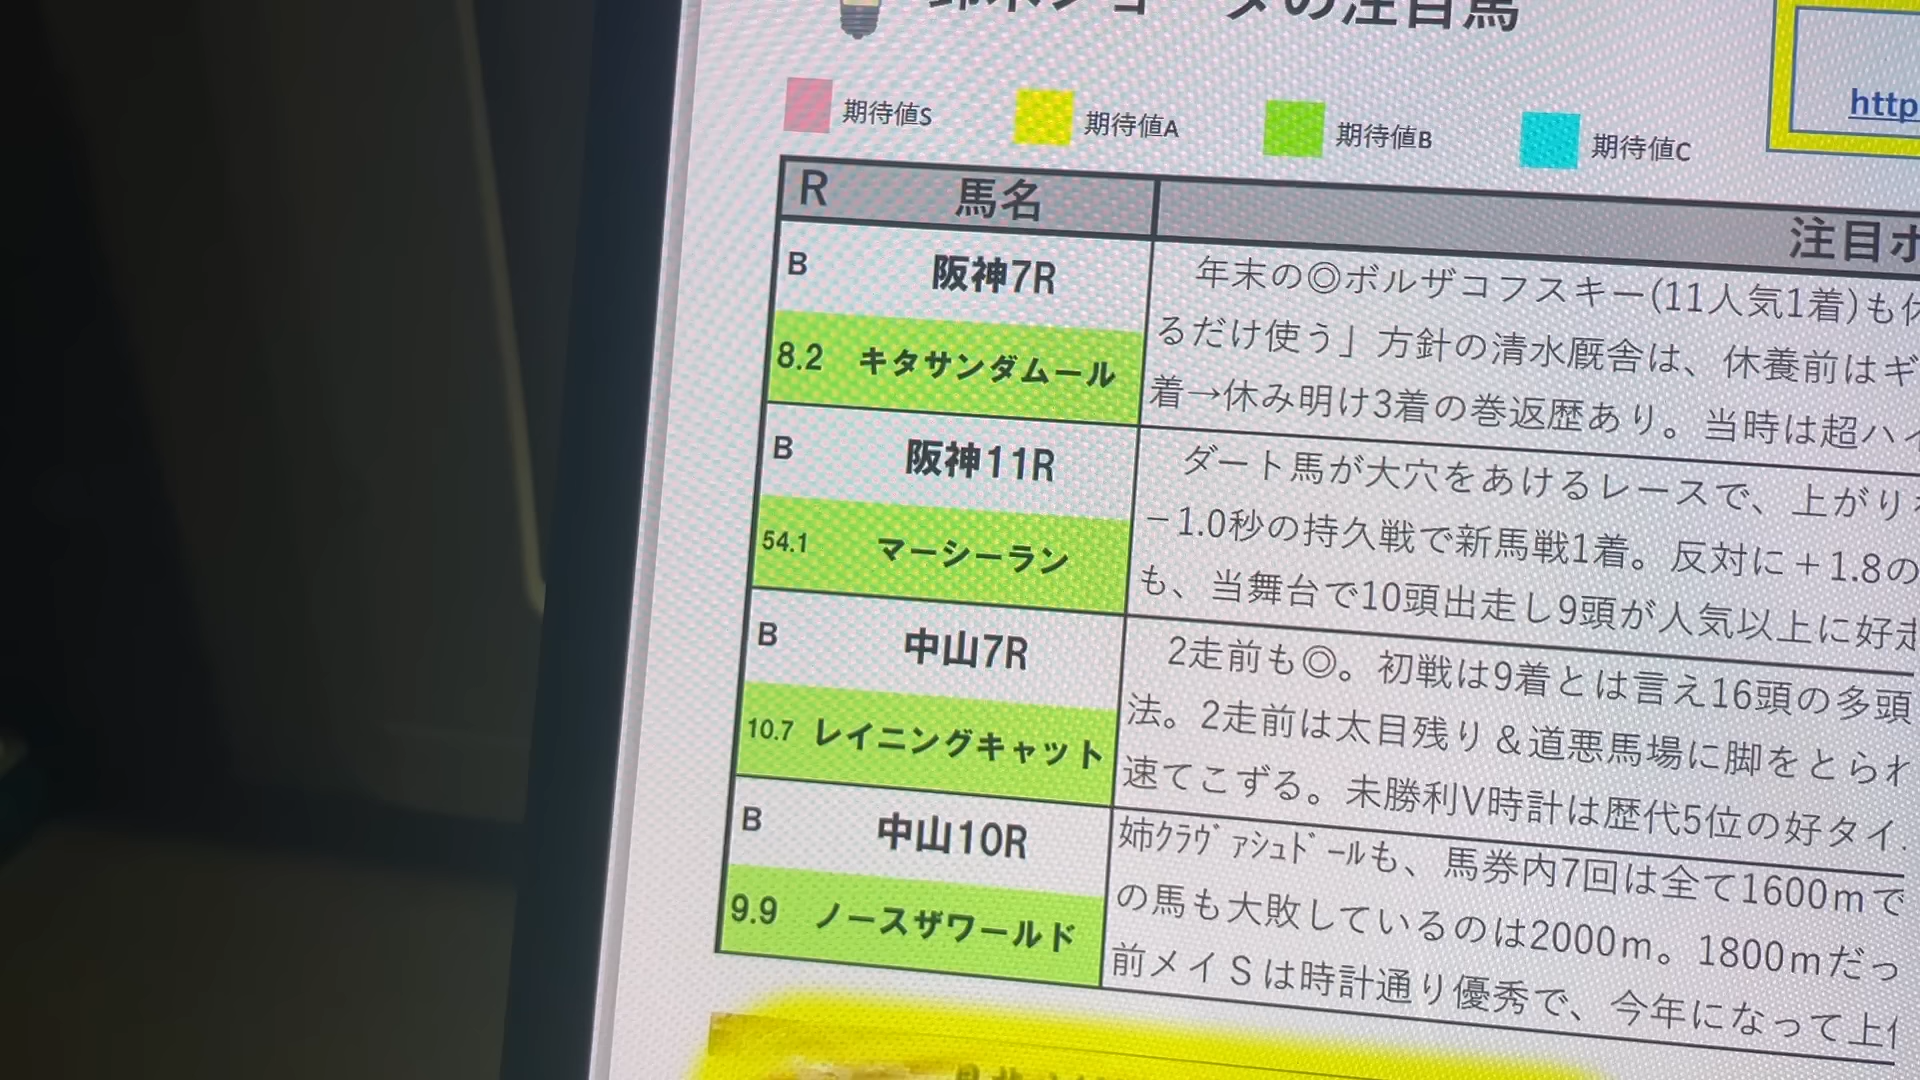 の注目馬
http
期待値S
期待値A
期待値B
期待値C
R 馬名
注目ポ
B 阪神7R
8.2 キタサンダムール
年末の◎ボルザコフスキー(11人気1着)も休
るだけ使う」方針の清水厩舎は、休養前はギ
着→休み明け3着の巻返歴あり。当時は超ハイ
B 阪神11R
54.1 マーシーラン
ダート馬が大穴をあけるレースで、上がり
－1.0秒の持久戦で新馬戦1着。反対に＋1.8の
も、当舞台で10頭出走し9頭が人気以上に好走
B 中山7R
10.7 レイニングキャット
2走前も◎。初戦は9着とは言え16頭の多頭
法。2走前は太目残り＆道悪馬場に脚をとられ
速てこずる。未勝利V時計は歴代5位の好タイ
B 中山10R
9.9 ノースザワールド
姉ｸﾗｳﾞｧｼｭﾄﾞｰﾙも、馬券内7回は全て1600ｍで
の馬も大敗しているのは2000ｍ。1800ｍだっ
前メイＳは時計通り優秀で、今年になって上